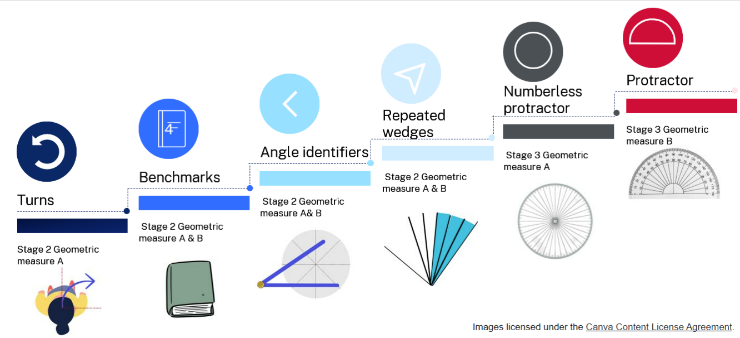 Turns
Stage 2 Geometric
measure A
Benchmarks
Stage 2 Geometric
measure A & B
Angle identifiers
Stage 2 Geometric
measure A& B
Repeated
wedges
Stage 2 Geometric
measure A & B
Numberless
protractor
Stage 3 Geometric
measure A
Protractor
Stage 3 Geometric
measure B
Images licensed under the Canva Content License Agreement.